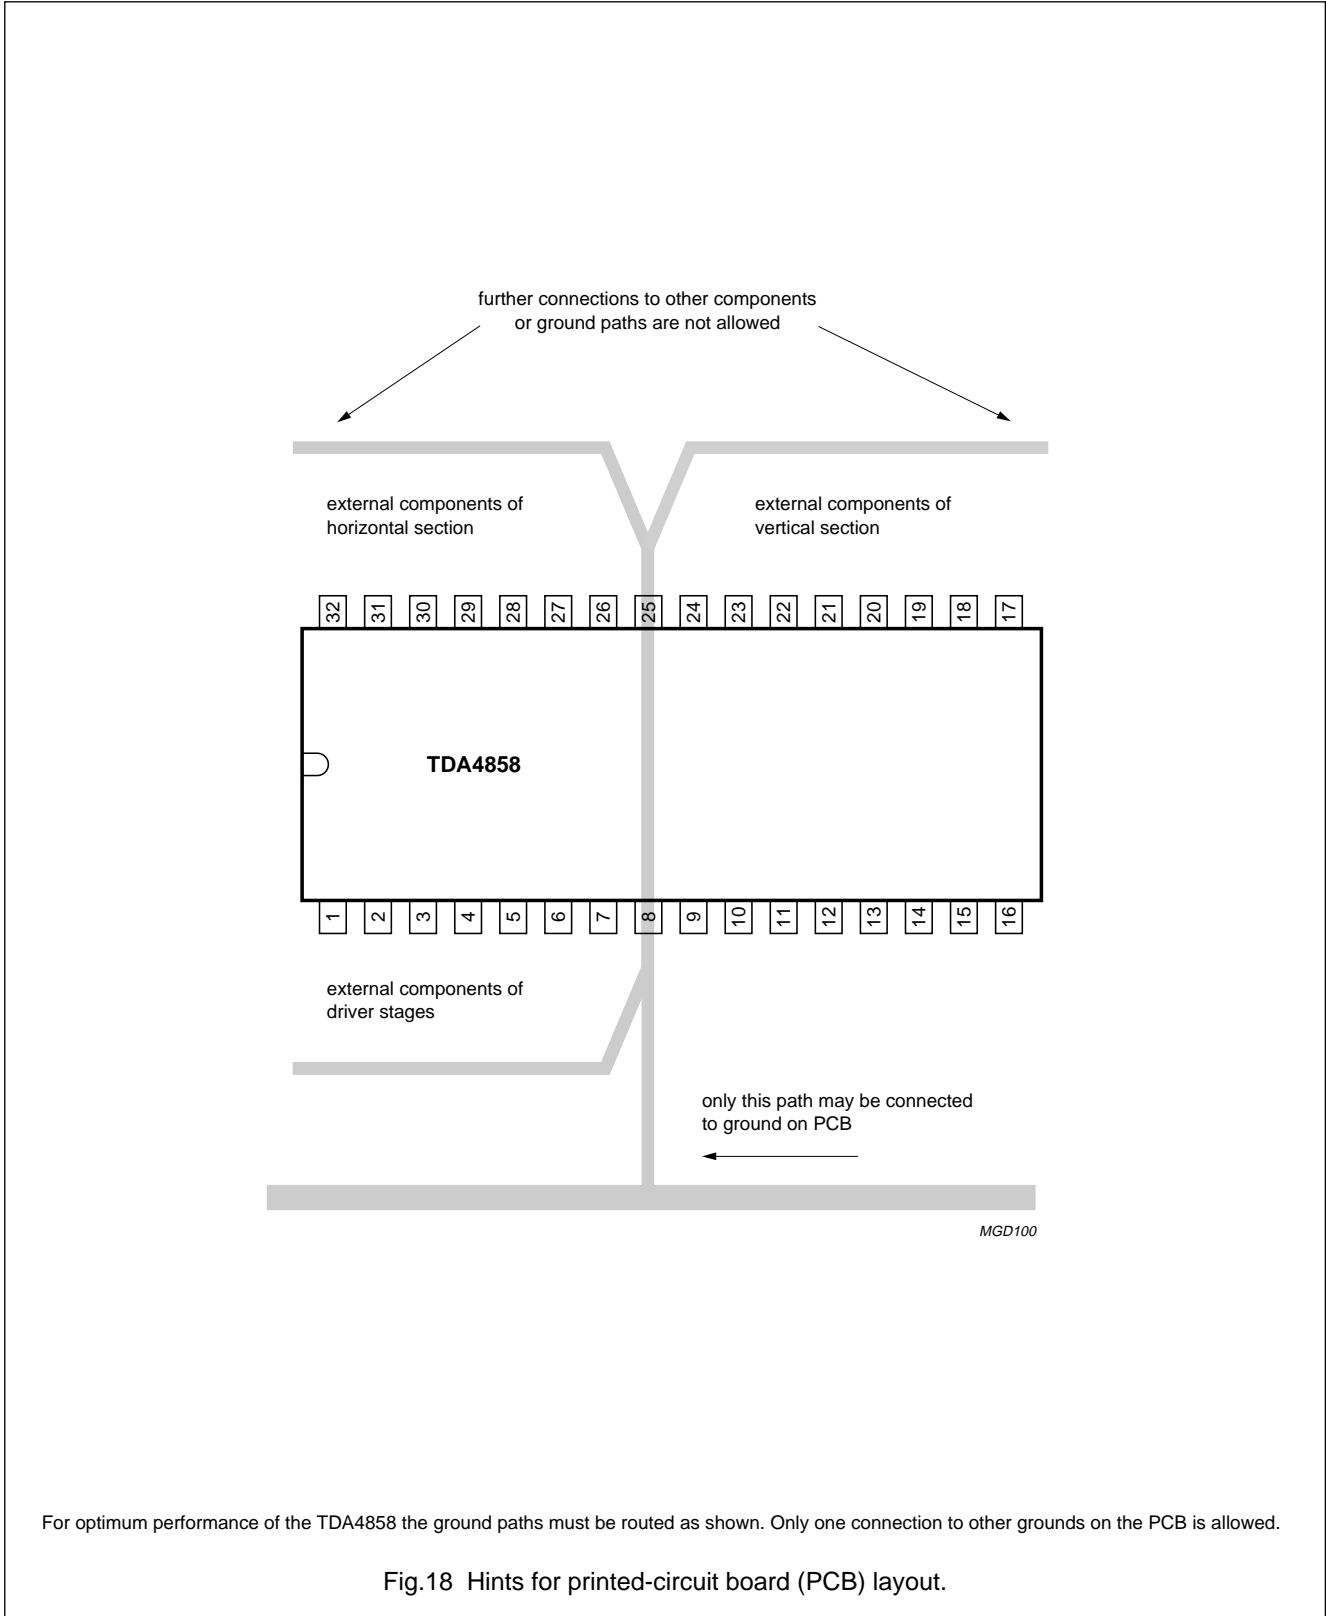 further connections to other components
or ground paths are not allowed
external components of
horizontal section
external components of
vertical section
32 31 30 29 28 27 26 25 24 23 22 21 20 19 18 17
TDA4858
1 2 3 4 5 6 7 8 9 10 11 12 13 14 15 16
external components of
driver stages
only this path may be connected
to ground on PCB
MGD100
For optimum performance of the TDA4858 the ground paths must be routed as shown. Only one connection to other grounds on the PCB is allowed.
Fig.18 Hints for printed-circuit board (PCB) layout.